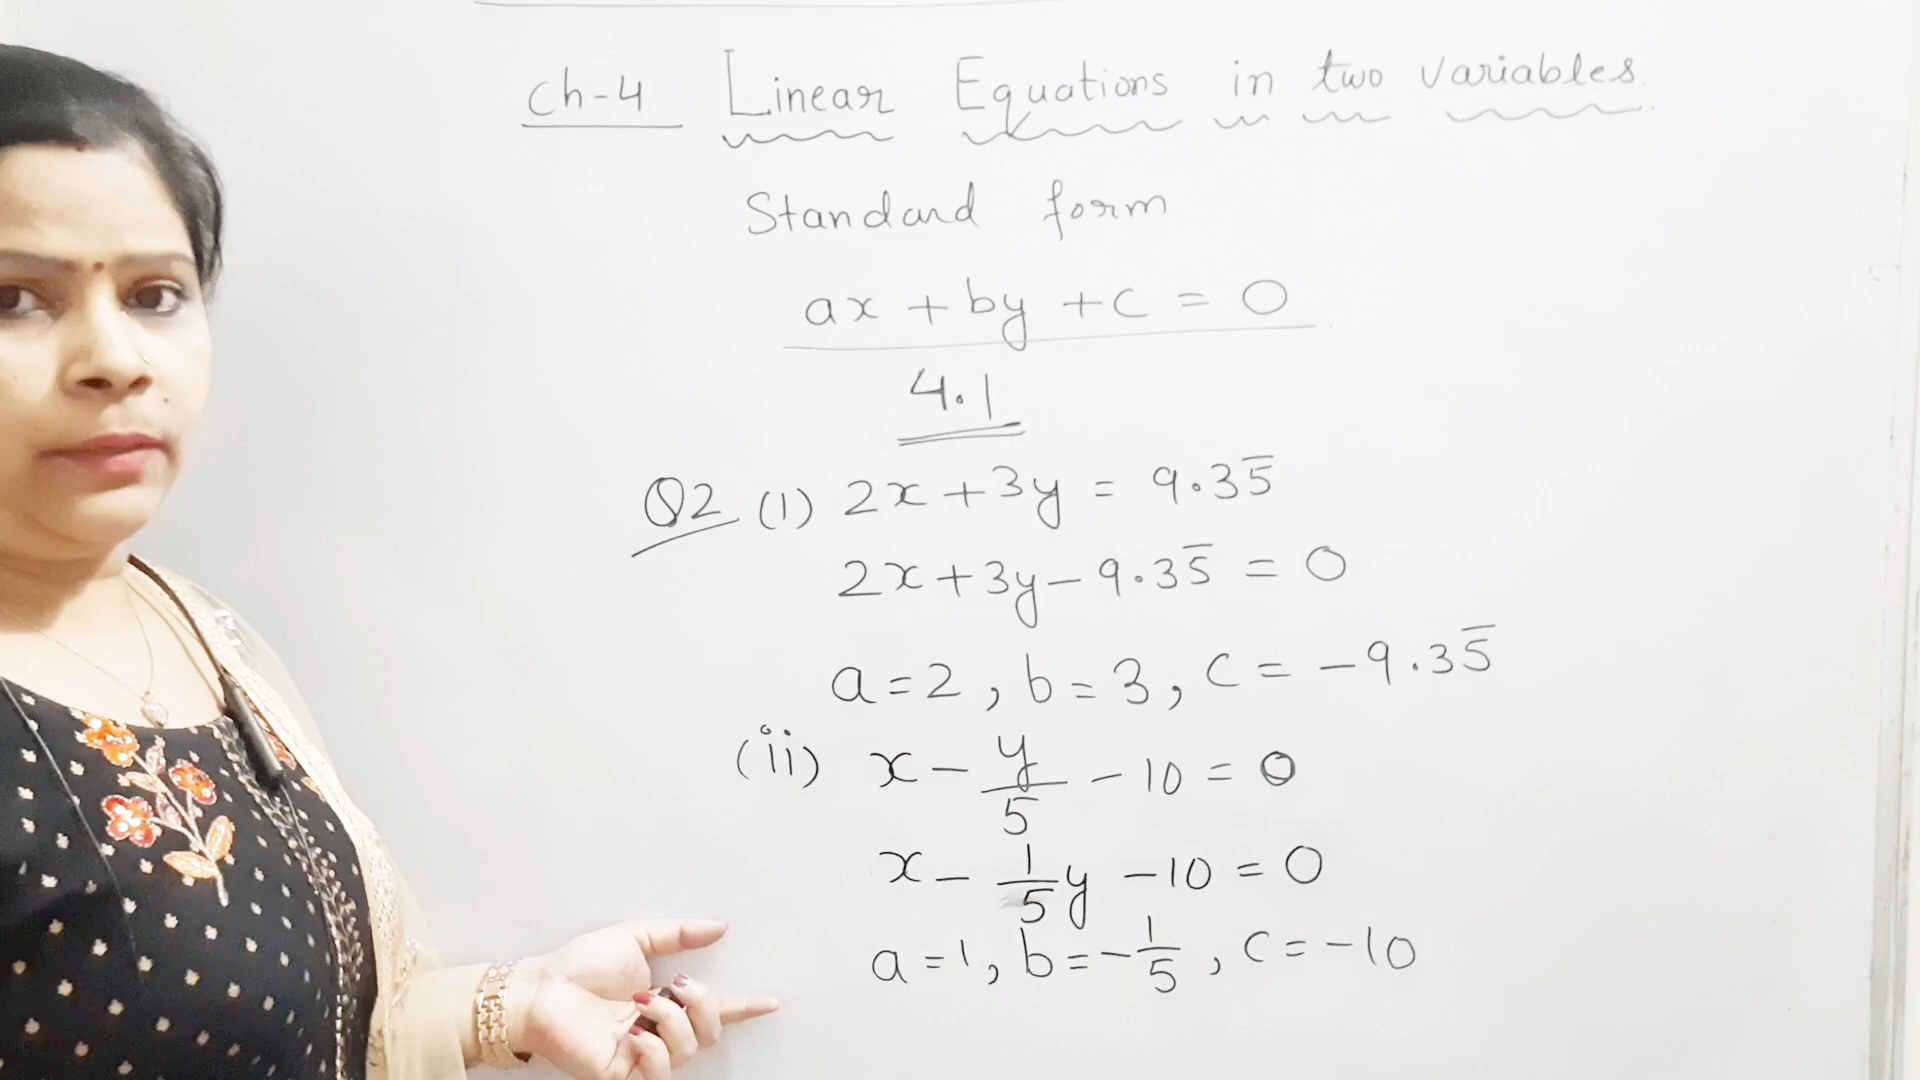 Ch-4 Linear Equations in two variables.
Standard form
ax + by + c = 0
4.1
Q2 (1) 2x + 3y = 9.35̅
2x + 3y - 9.35̅ = 0
a = 2, b = 3, c = -9.35̅
(ii) x - y/5 - 10 = 0
x - 1/5 y - 10 = 0
a = 1, b = -1/5, c = -10